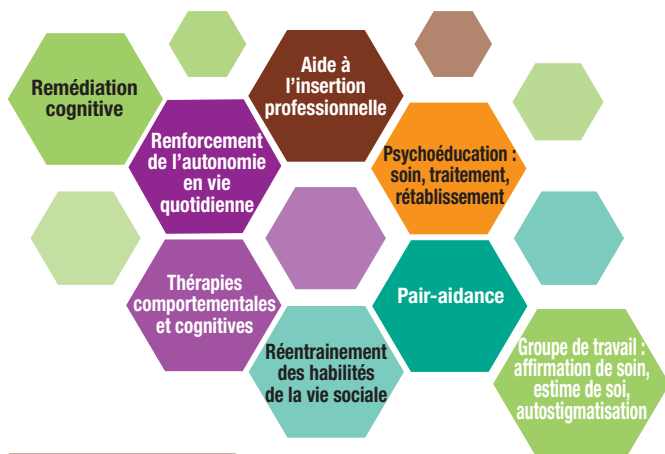 Remédiation
cognitive
Aide à
l’insertion
professionnelle
Renforcement
de l’autonomie
en vie
quotidienne
Psychoéducation :
soin, traitement,
rétablissement
Thérapies
comportementales
et cognitives
Pair-aidance
Réentrainement
des habilités
de la vie sociale
Groupe de travail :
affirmation de soin,
estime de soi,
autostigmatisation